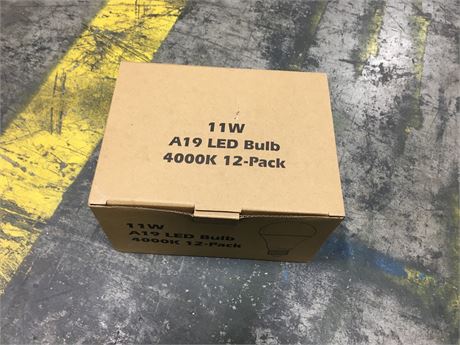 11W
A19 LED Bulb
4000K 12-Pack
11W
A19 LED Bulb
4000K 12-Pack